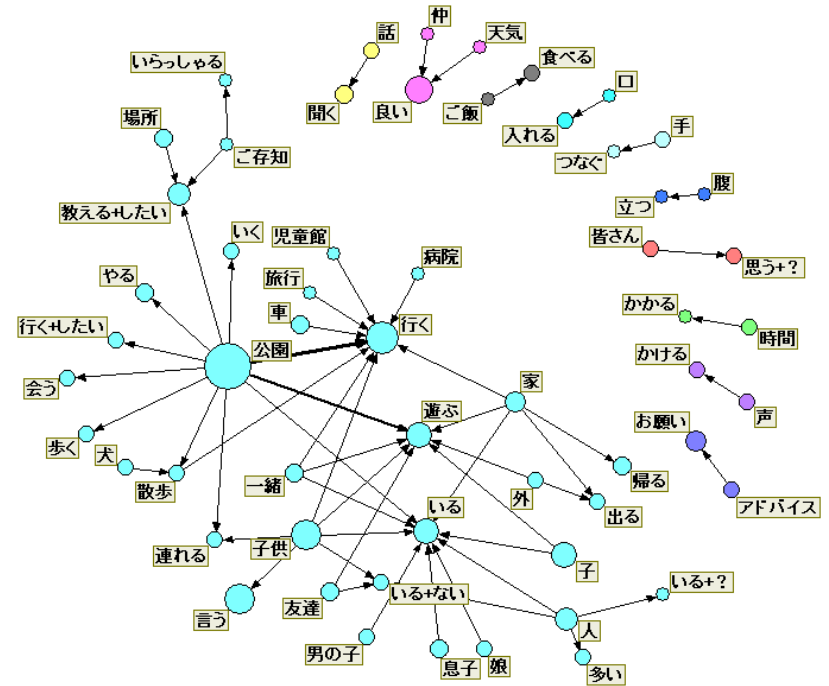 話
仲
天気
いらっしゃる
食べる
口
聞く
良い
ご飯
場所
入れる
手
ご存知
つなぐ
腹
教える+したい
立つ
いく
児童館
皆さん
病院
思う+?
やる
旅行
車
かかる
行く+したい
行く
時間
公園
かける
会う
家
遊ぶ
声
お願い
歩く
犬
散歩
一緒
外
帰る
いる
出る
アドバイス
連れる
子供
子
いる+?
いる+ない
友達
言う
人
男の子
息子
娘
多い